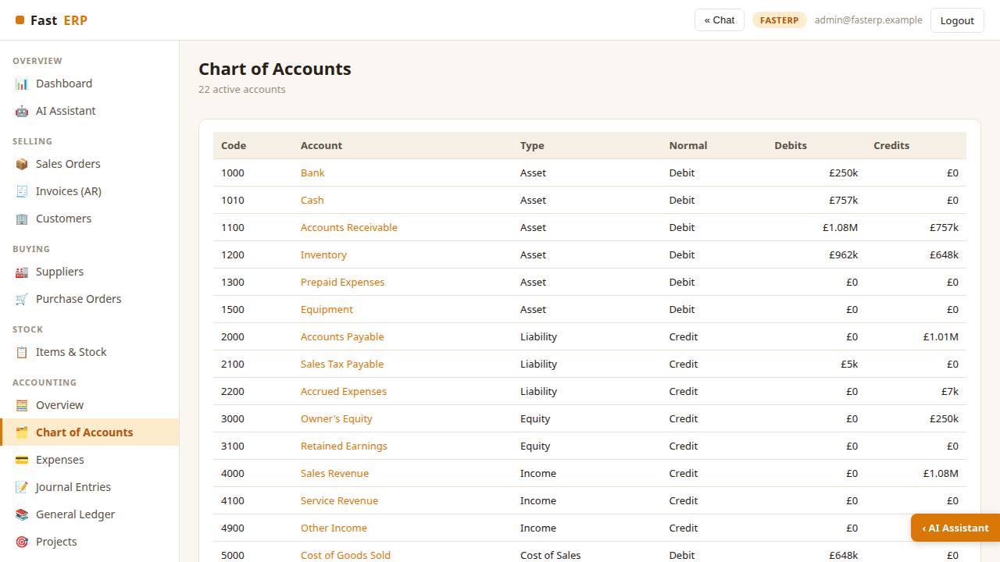 Fast ERP
« Chat
FASTERP
admin@fasterp.example
Logout
OVERVIEW
Dashboard
AI Assistant
SELLING
Sales Orders
Invoices (AR)
Customers
BUYING
Suppliers
Purchase Orders
STOCK
Items & Stock
ACCOUNTING
Overview
Chart of Accounts
Expenses
Journal Entries
General Ledger
Projects
Chart of Accounts
22 active accounts
Code Account Type Normal Debits Credits
1000 Bank Asset Debit £250k £0
1010 Cash Asset Debit £757k £0
1100 Accounts Receivable Asset Debit £1.08M £757k
1200 Inventory Asset Debit £962k £648k
1300 Prepaid Expenses Asset Debit £0 £0
1500 Equipment Asset Debit £0 £0
2000 Accounts Payable Liability Credit £0 £1.01M
2100 Sales Tax Payable Liability Credit £5k £0
2200 Accrued Expenses Liability Credit £0 £7k
3000 Owner's Equity Equity Credit £0 £250k
3100 Retained Earnings Equity Credit £0 £0
4000 Sales Revenue Income Credit £0 £1.08M
4100 Service Revenue Income Credit £0 £0
4900 Other Income Income Credit £0
5000 Cost of Goods Sold Cost of Sales Debit £648k £0
‹ AI Assistant